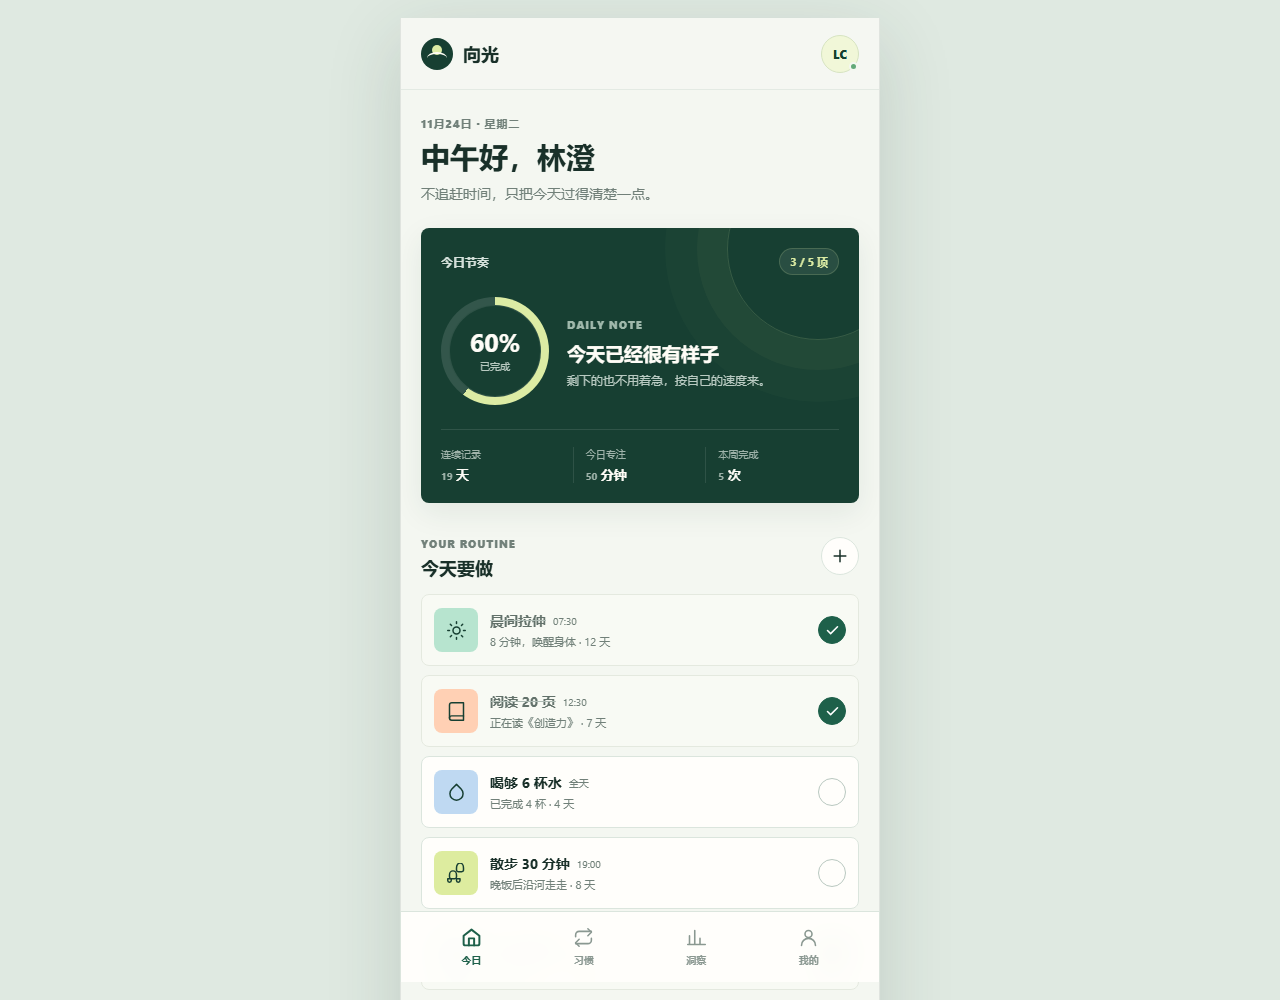 向光
LC
11月24日 · 星期二
中午好，林澄
不追赶时间，只把今天过得清楚一点。
今日节奏
3 / 5 项
60%
已完成
DAILY NOTE
今天已经很有样子
剩下的也不用着急，按自己的速度来。
连续记录
19 天
今日专注
50 分钟
本周完成
5 次
YOUR ROUTINE
今天要做
晨间拉伸 07:30
8 分钟，唤醒身体 · 12 天
阅读 20 页 12:30
正在读《创造力》 · 7 天
喝够 6 杯水 全天
已完成 4 杯 · 4 天
散步 30 分钟 19:00
晚饭后沿河走走 · 8 天
今日
习惯
洞察
我的